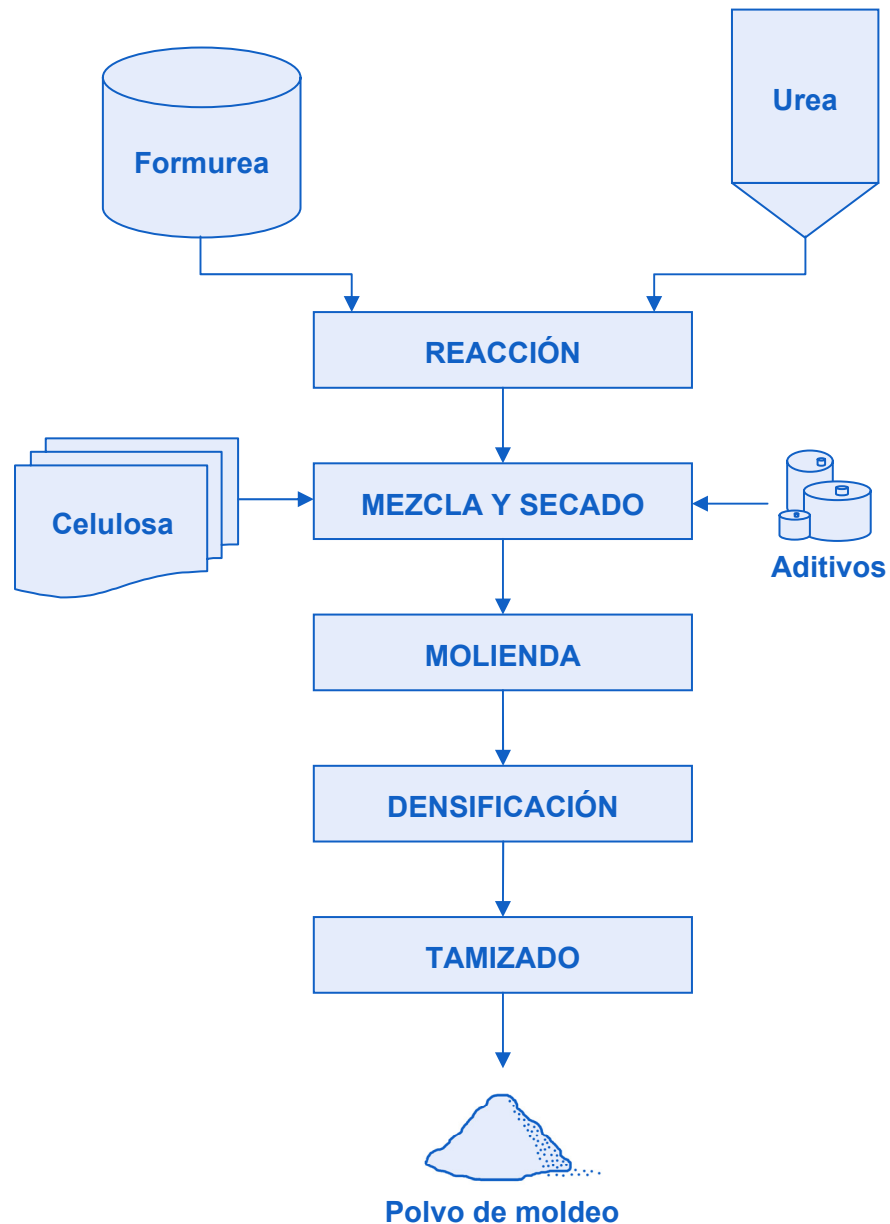 Formurea
Urea
REACCIÓN
Celulosa
MEZCLA Y SECADO
Aditivos
MOLIENDA
DENSIFICACIÓN
TAMIZADO
Polvo de moldeo